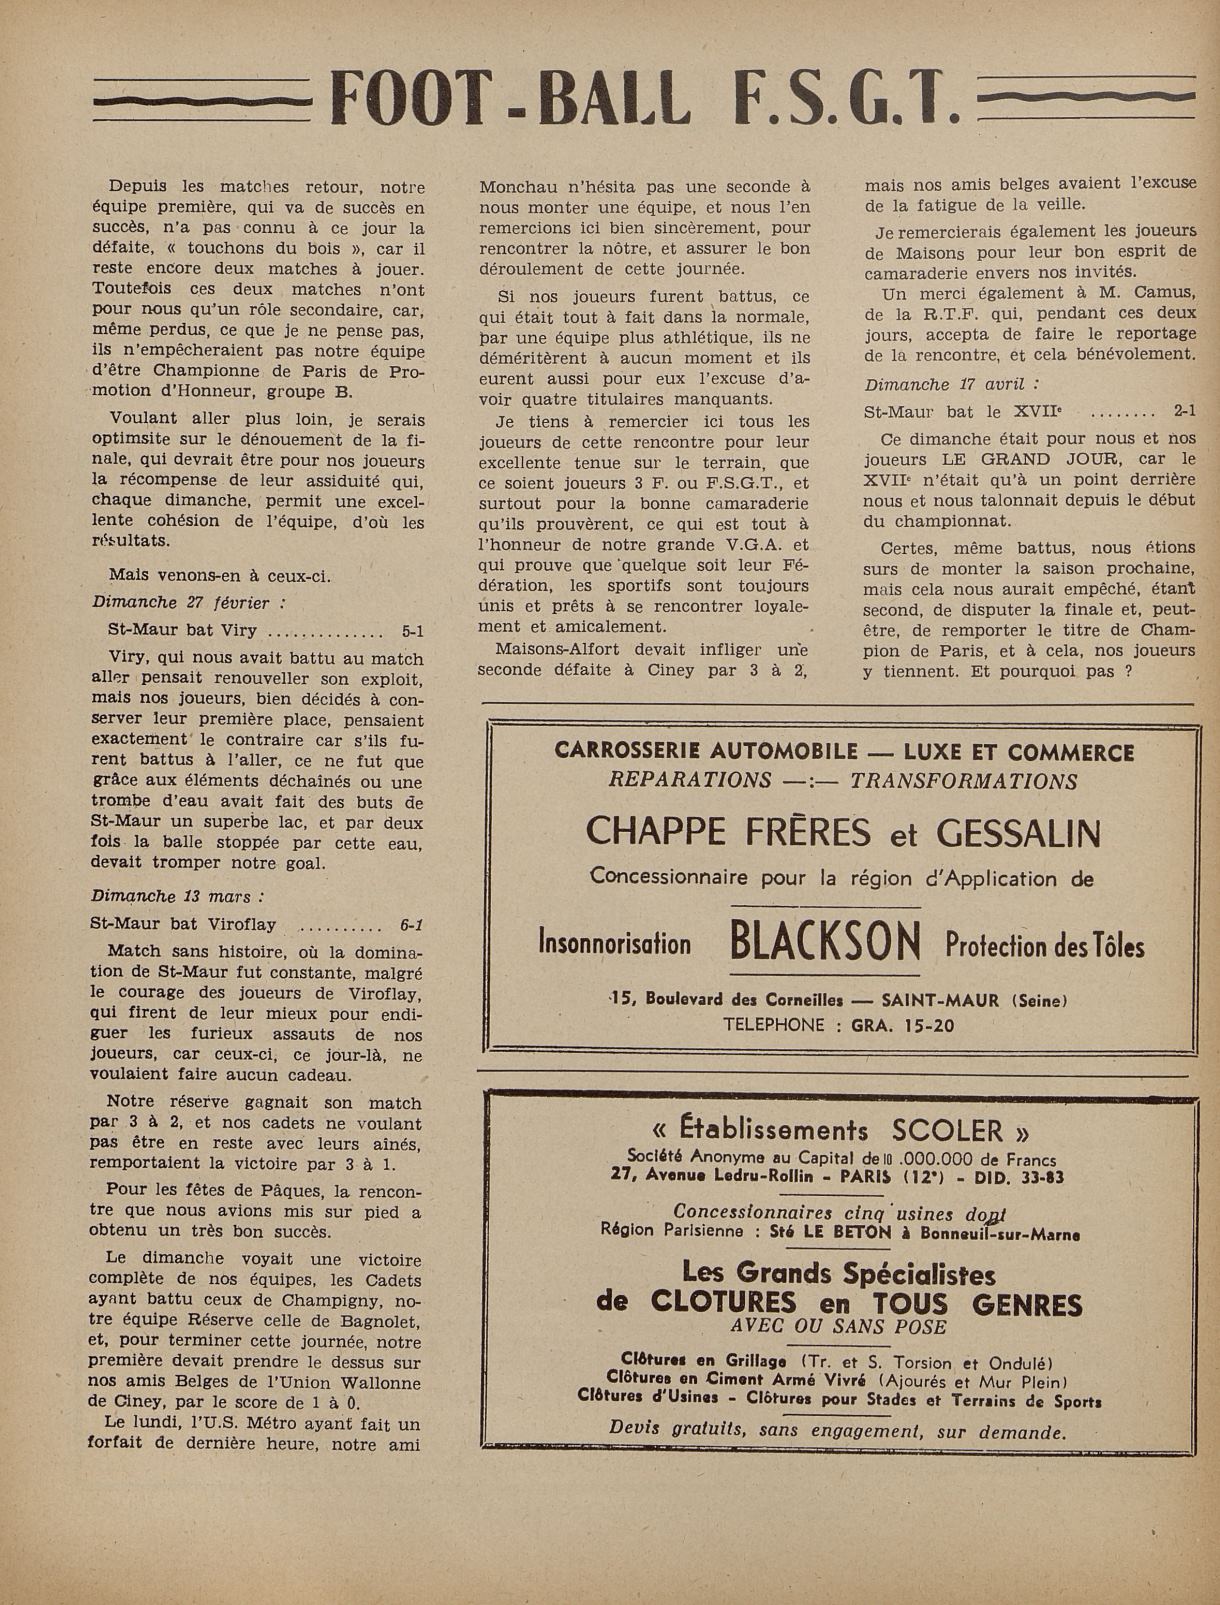 FOOT-BALL F.S.G.T.
Depuis les matches retour, notre
équipe première, qui va de succès en
succès, n'a pas connu à ce jour la
défaite, « touchons du bois », car il
reste encore deux matches à jouer.
Toutefois ces deux matches n'ont
pour nous qu'un rôle secondaire, car,
même perdus, ce que je ne pense pas,
ils n'empêcheraient pas notre équipe
d'être Championne de Paris de Pro-
motion d'Honneur, groupe B.
Voulant aller plus loin, je serais
optimsite sur le dénouement de la fi-
nale, qui devrait être pour nos joueurs
la récompense de leur assiduité qui,
chaque dimanche, permit une excel-
lente cohésion de l'équipe, d'où les
résultats.
Mais venons-en à ceux-ci.
Dimanche 27 février :
St-Maur bat Viry .............. 5-1
Viry, qui nous avait battu au match
aller pensait renouveller son exploit,
mais nos joueurs, bien décidés à con-
server leur première place, pensaient
exactement le contraire car s'ils fu-
rent battus à l'aller, ce ne fut que
grâce aux éléments déchaînés ou une
trombe d'eau avait fait des buts de
St-Maur un superbe lac, et par deux
fois la balle stoppée par cette eau,
devait tromper notre goal.
Dimanche 13 mars :
St-Maur bat Viroflay .......... 6-1
Match sans histoire, où la domina-
tion de St-Maur fut constante, malgré
le courage des joueurs de Viroflay,
qui firent de leur mieux pour endi-
guer les furieux assauts de nos
joueurs, car ceux-ci, ce jour-là, ne
voulaient faire aucun cadeau.
Notre réserve gagnait son match
par 3 à 2, et nos cadets ne voulant
pas être en reste avec leurs aînés,
remportaient la victoire par 3 à 1.
Pour les fêtes de Pâques, la rencon-
tre que nous avions mis sur pied a
obtenu un très bon succès.
Le dimanche voyait une victoire
complète de nos équipes, les Cadets
ayant battu ceux de Champigny, no-
tre équipe Réserve celle de Bagnolet,
et, pour terminer cette journée, notre
première devait prendre le dessus sur
nos amis Belges de l'Union Wallonne
de Ciney, par le score de 1 à 0.
Le lundi, l'U.S. Métro ayant fait un
forfait de dernière heure, notre ami
Monchau n'hésita pas une seconde à
nous monter une équipe, et nous l'en
remercions ici bien sincèrement, pour
rencontrer la nôtre, et assurer le bon
déroulement de cette journée.
Si nos joueurs furent battus, ce
qui était tout à fait dans la normale,
par une équipe plus athlétique, ils ne
déméritèrent à aucun moment et ils
eurent aussi pour eux l'excuse d'a-
voir quatre titulaires manquants.
Je tiens à remercier ici tous les
joueurs de cette rencontre pour leur
excellente tenue sur le terrain, que
ce soient joueurs 3 F. ou F.S.G.T., et
surtout pour la bonne camaraderie
qu'ils prouvèrent, ce qui est tout à
l'honneur de notre grande V.G.A. et
qui prouve que quelque soit leur Fé-
dération, les sportifs sont toujours
unis et prêts à se rencontrer loyale-
ment et amicalement.
Maisons-Alfort devait infliger une
seconde défaite à Ciney par 3 à 2,
mais nos amis belges avaient l'excuse
de la fatigue de la veille.
Je remercierais également les joueurs
de Maisons pour leur bon esprit de
camaraderie envers nos invités.
Un merci également à M. Camus,
de la R.T.F. qui, pendant ces deux
jours, accepta de faire le reportage
de la rencontre, et cela bénévolement.
Dimanche 17 avril :
St-Maur bat le XVIIe ........ 2-1
Ce dimanche était pour nous et nos
joueurs LE GRAND JOUR, car le
XVIIe n'était qu'à un point derrière
nous et nous talonnait depuis le début
du championnat.
Certes, même battus, nous étions
surs de monter la saison prochaine,
mais cela nous aurait empêché, étant
second, de disputer la finale et, peut-
être, de remporter le titre de Cham-
pion de Paris, et à cela, nos joueurs
y tiennent. Et pourquoi pas ?
CARROSSERIE AUTOMOBILE — LUXE ET COMMERCE
REPARATIONS —:— TRANSFORMATIONS
CHAPPE FRÈRES et GESSALIN
Concessionnaire pour la région d'Application de
Insonnorisation BLACKSON Protection des Tôles
15, Boulevard des Corneilles — SAINT-MAUR (Seine)
TELEPHONE : GRA. 15-20
« Établissements SCOLER »
Société Anonyme au Capital de 10.000.000 de Francs
27, Avenue Ledru-Rollin - PARIS (12e) - DID. 33-83
Concessionnaires cinq usines dont
Région Parisienne : Sté LE BETON à Bonneuil-sur-Marne
Les Grands Spécialistes
de CLOTURES en TOUS GENRES
AVEC OU SANS POSE
Clôtures en Grillage (Tr. et S. Torsion et Ondulé)
Clôtures en Ciment Armé Vivré (Ajourés et Mur Plein)
Clôtures d'Usines - Clôtures pour Stades et Terrains de Sports
Devis gratuits, sans engagement, sur demande.